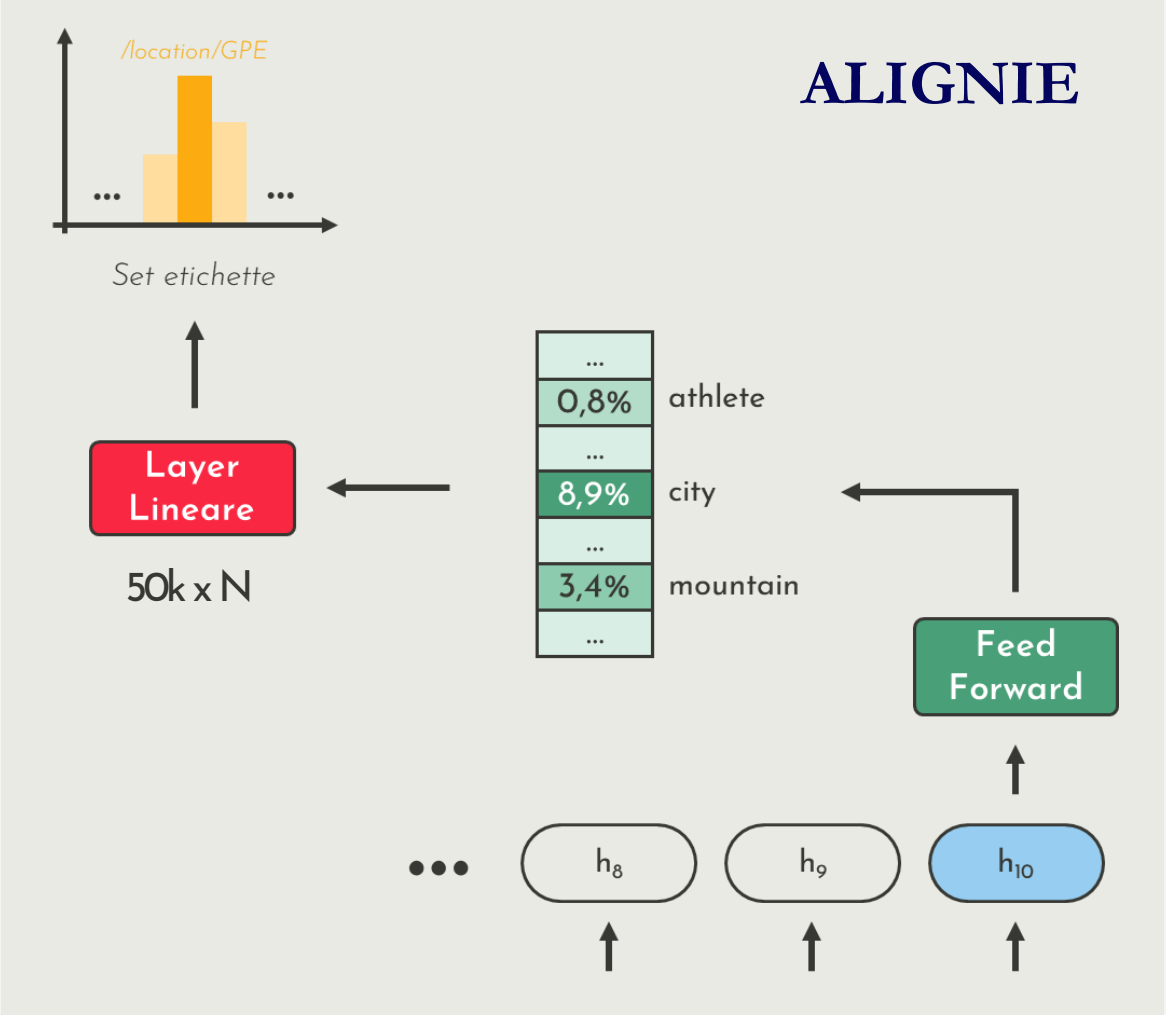 /location/GPE
ALIGNIE
...
...
Set etichette
...
0,8% athlete
...
8,9% city
...
3,4% mountain
...
Layer
Lineare
50k x N
Feed
Forward
...
h₈
h₉
h₁₀